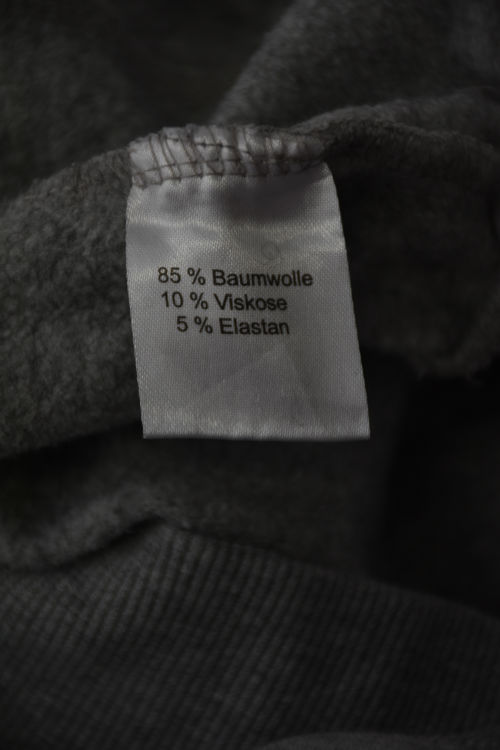 85 % Baumwolle
10 % Viskose
5 % Elastan